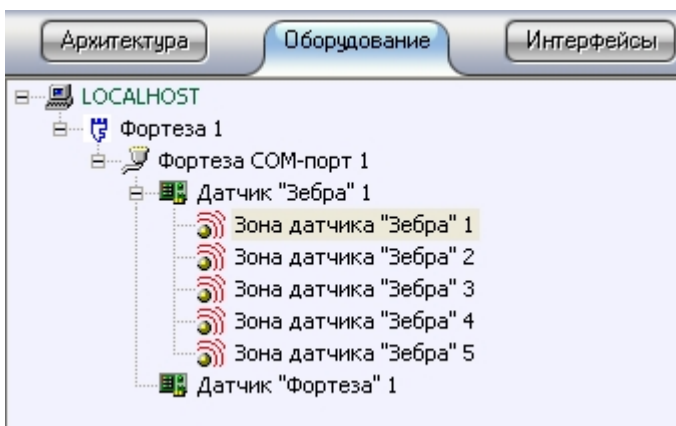 Архитектура Оборудование Интерфейсы
LOCALHOST
Фортеза 1
Фортеза COM-порт 1
Датчик "Зебра" 1
Зона датчика "Зебра" 1
Зона датчика "Зебра" 2
Зона датчика "Зебра" 3
Зона датчика "Зебра" 4
Зона датчика "Зебра" 5
Датчик "Фортеза" 1